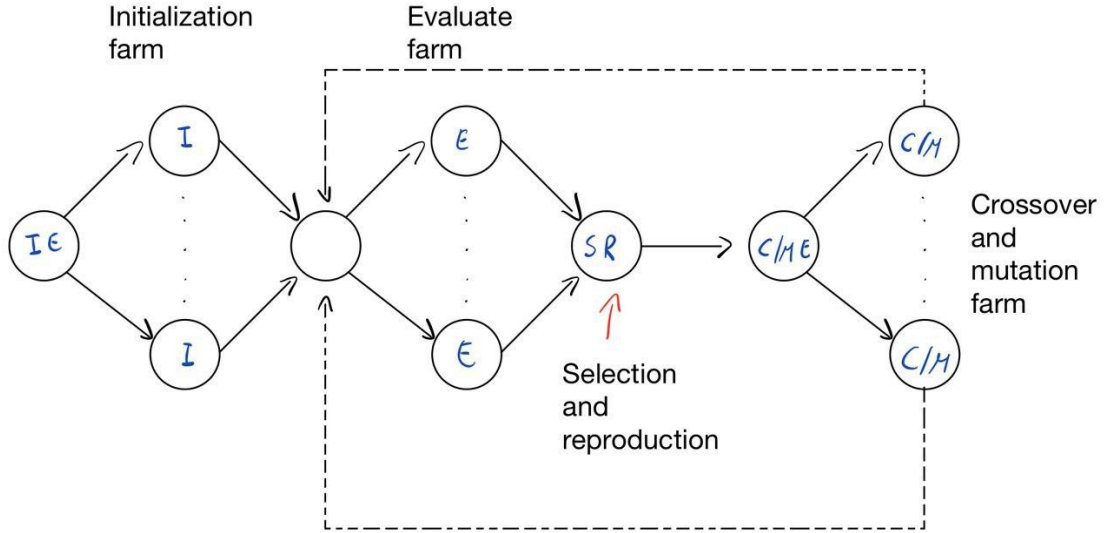 Initialization
farm
Evaluate
farm
I
E
C/M
IE
SR
C/ME
Crossover
and
mutation
farm
I
E
C/M
Selection
and
reproduction